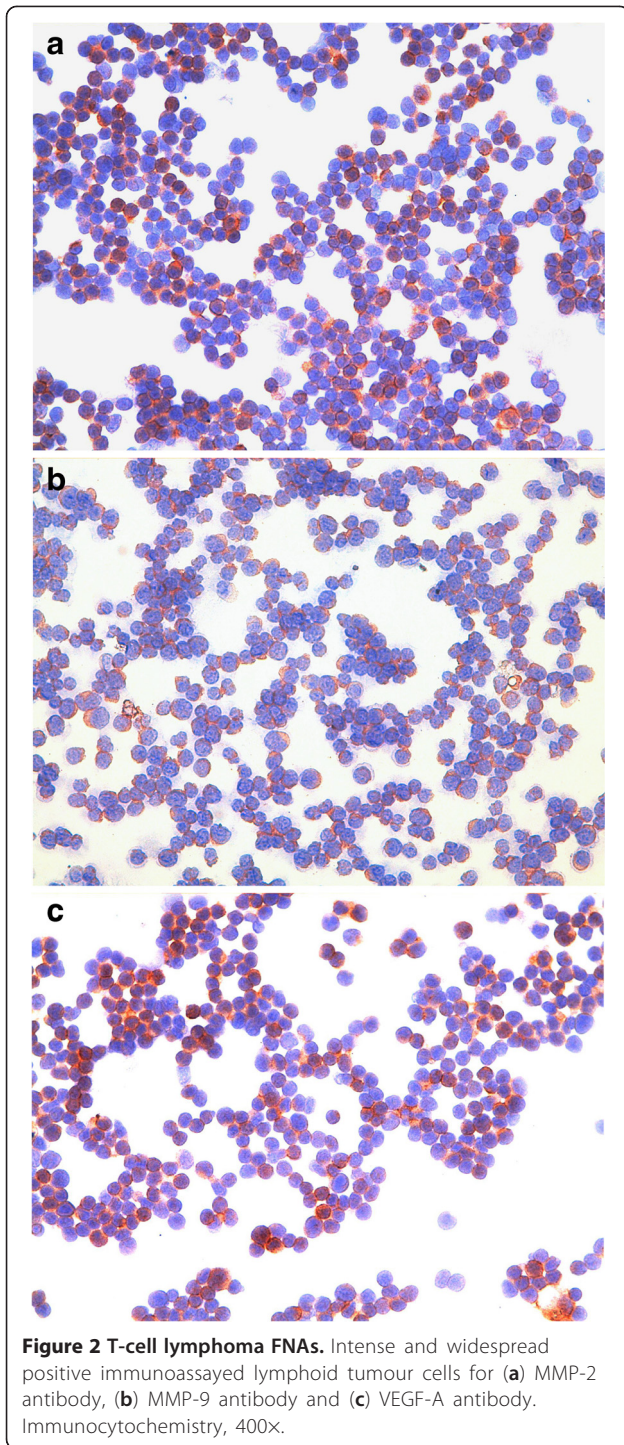 a
b
c
Figure 2 T-cell lymphoma FNAs. Intense and widespread
positive immunoassayed lymphoid tumour cells for (a) MMP-2
antibody, (b) MMP-9 antibody and (c) VEGF-A antibody.
Immunocytochemistry, 400×.